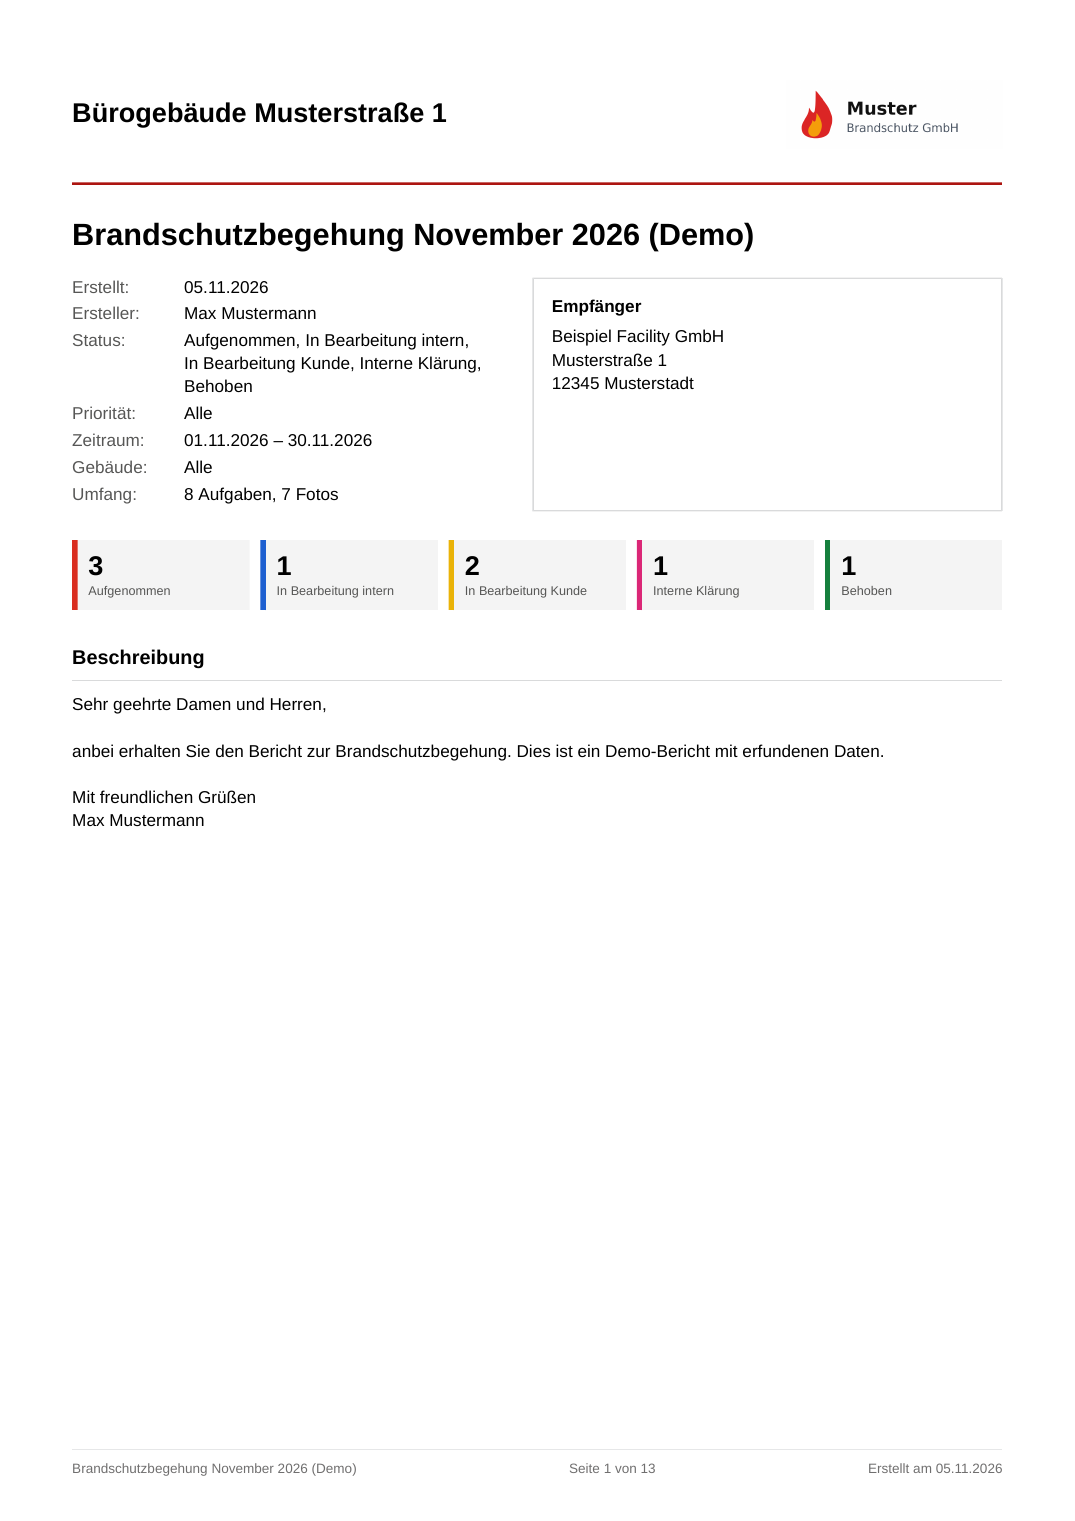 Bürogebäude Musterstraße 1
Muster
Brandschutz GmbH
Brandschutzbegehung November 2026 (Demo)
Erstellt: 05.11.2026
Ersteller: Max Mustermann
Status: Aufgenommen, In Bearbeitung intern,
In Bearbeitung Kunde, Interne Klärung,
Behoben
Priorität: Alle
Zeitraum: 01.11.2026 – 30.11.2026
Gebäude: Alle
Umfang: 8 Aufgaben, 7 Fotos
Empfänger
Beispiel Facility GmbH
Musterstraße 1
12345 Musterstadt
3
Aufgenommen
1
In Bearbeitung intern
2
In Bearbeitung Kunde
1
Interne Klärung
1
Behoben
Beschreibung
Sehr geehrte Damen und Herren,
anbei erhalten Sie den Bericht zur Brandschutzbegehung. Dies ist ein Demo-Bericht mit erfundenen Daten.
Mit freundlichen Grüßen
Max Mustermann
Brandschutzbegehung November 2026 (Demo) Seite 1 von 13 Erstellt am 05.11.2026